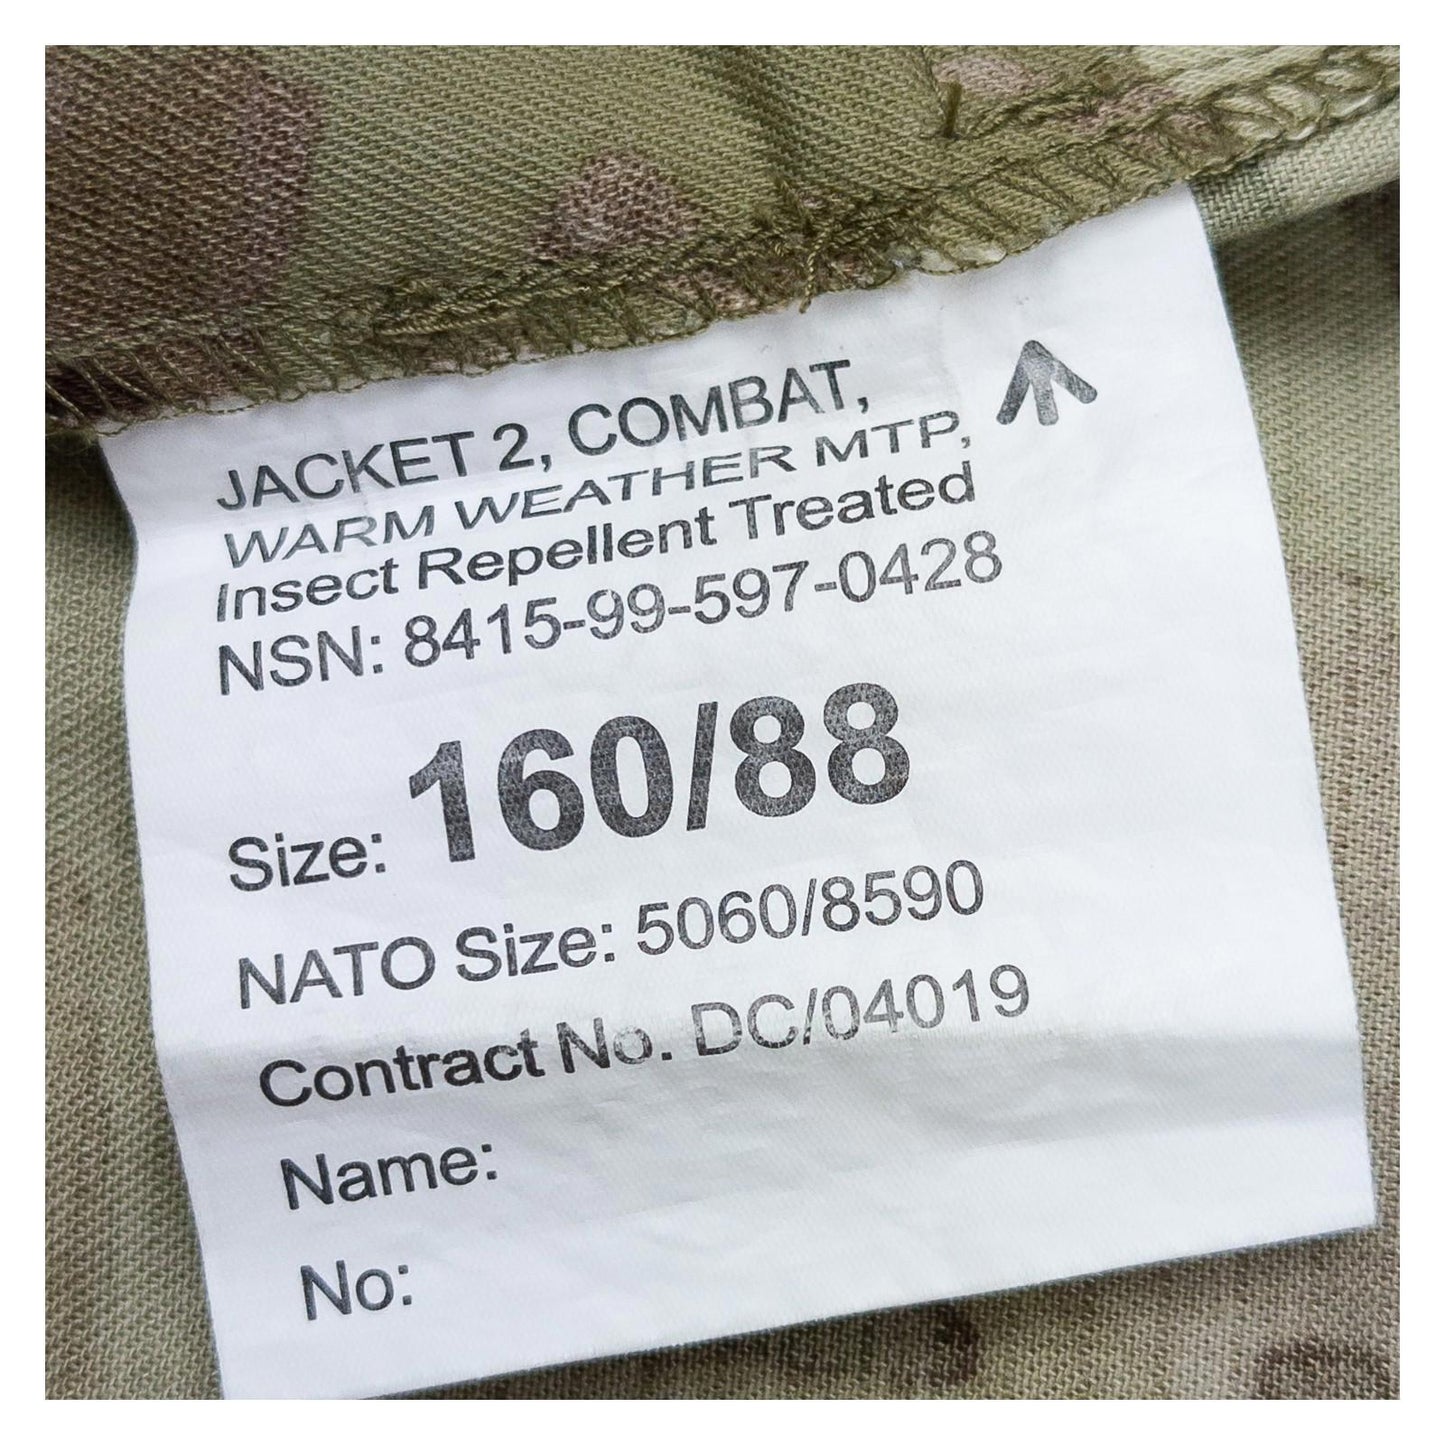 JACKET 2, COMBAT,
WARM WEATHER MTP,
Insect Repellent Treated
NSN: 8415-99-597-0428
Size: 160/88
NATO Size: 5060/8590
Contract No. DC/04019
Name:
No: